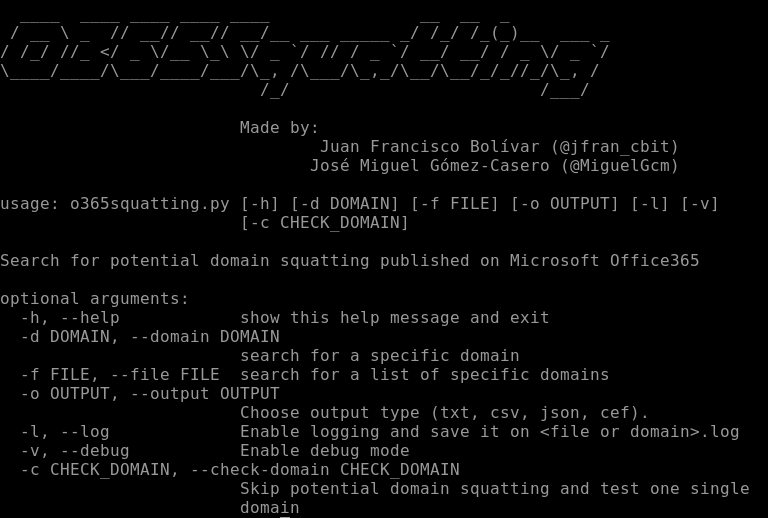 O365Squatting
Made by:
Juan Francisco Bolívar (@jfran_cbit)
José Miguel Gómez-Casero (@MiguelGcm)
usage: o365squatting.py [-h] [-d DOMAIN] [-f FILE] [-o OUTPUT] [-l] [-v]
[-c CHECK_DOMAIN]
Search for potential domain squatting published on Microsoft Office365
optional arguments:
-h, --help show this help message and exit
-d DOMAIN, --domain DOMAIN
search for a specific domain
-f FILE, --file FILE search for a list of specific domains
-o OUTPUT, --output OUTPUT
Choose output type (txt, csv, json, cef).
-l, --log Enable logging and save it on <file or domain>.log
-v, --debug Enable debug mode
-c CHECK_DOMAIN, --check-domain CHECK_DOMAIN
Skip potential domain squatting and test one single
domain